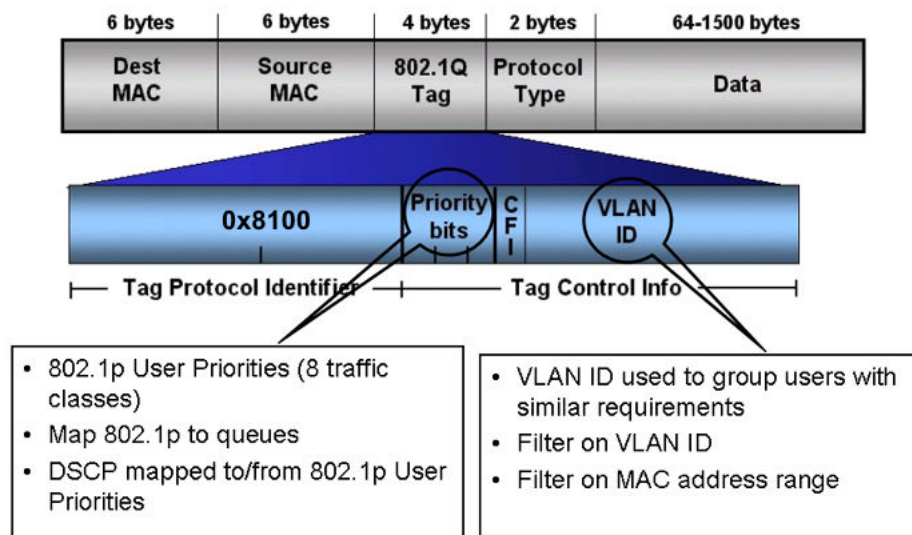 6 bytes 6 bytes 4 bytes 2 bytes 64-1500 bytes
Dest MAC
Source MAC
802.1Q Tag
Protocol Type
Data
0x8100
Priority bits
CFI
VLAN ID
Tag Protocol Identifier
Tag Control Info
• 802.1p User Priorities (8 traffic
classes)
• Map 802.1p to queues
• DSCP mapped to/from 802.1p User
Priorities
• VLAN ID used to group users with
similar requirements
• Filter on VLAN ID
• Filter on MAC address range